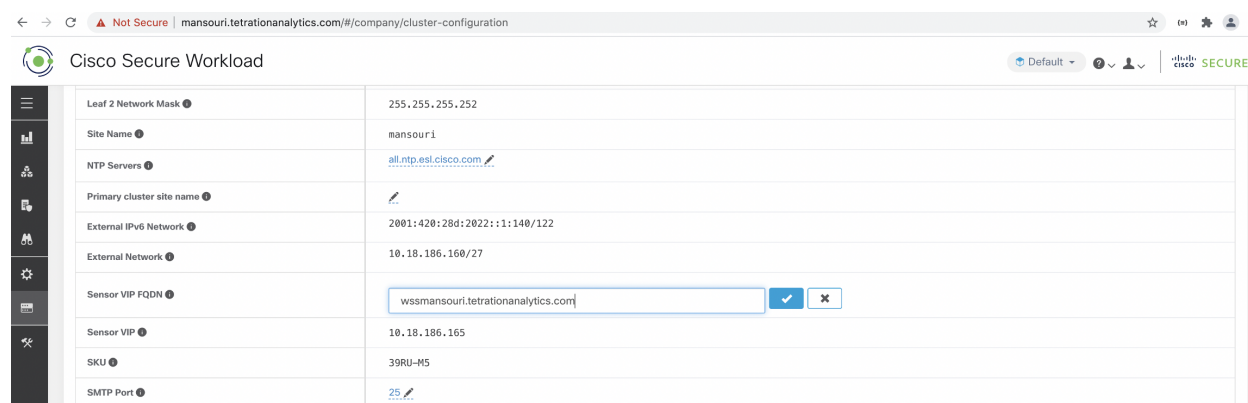 Not Secure mansouri.tetrationanalytics.com/#/company/cluster-configuration
Cisco Secure Workload
Default
cisco SECURE
Leaf 2 Network Mask 255.255.255.252
Site Name mansouri
NTP Servers all.ntp.esl.cisco.com
Primary cluster site name
External IPv6 Network 2001:420:28d:2022::1:140/122
External Network 10.18.186.160/27
Sensor VIP FQDN wssmansouri.tetrationanalytics.com
Sensor VIP 10.18.186.165
SKU 39RU-M5
SMTP Port 25